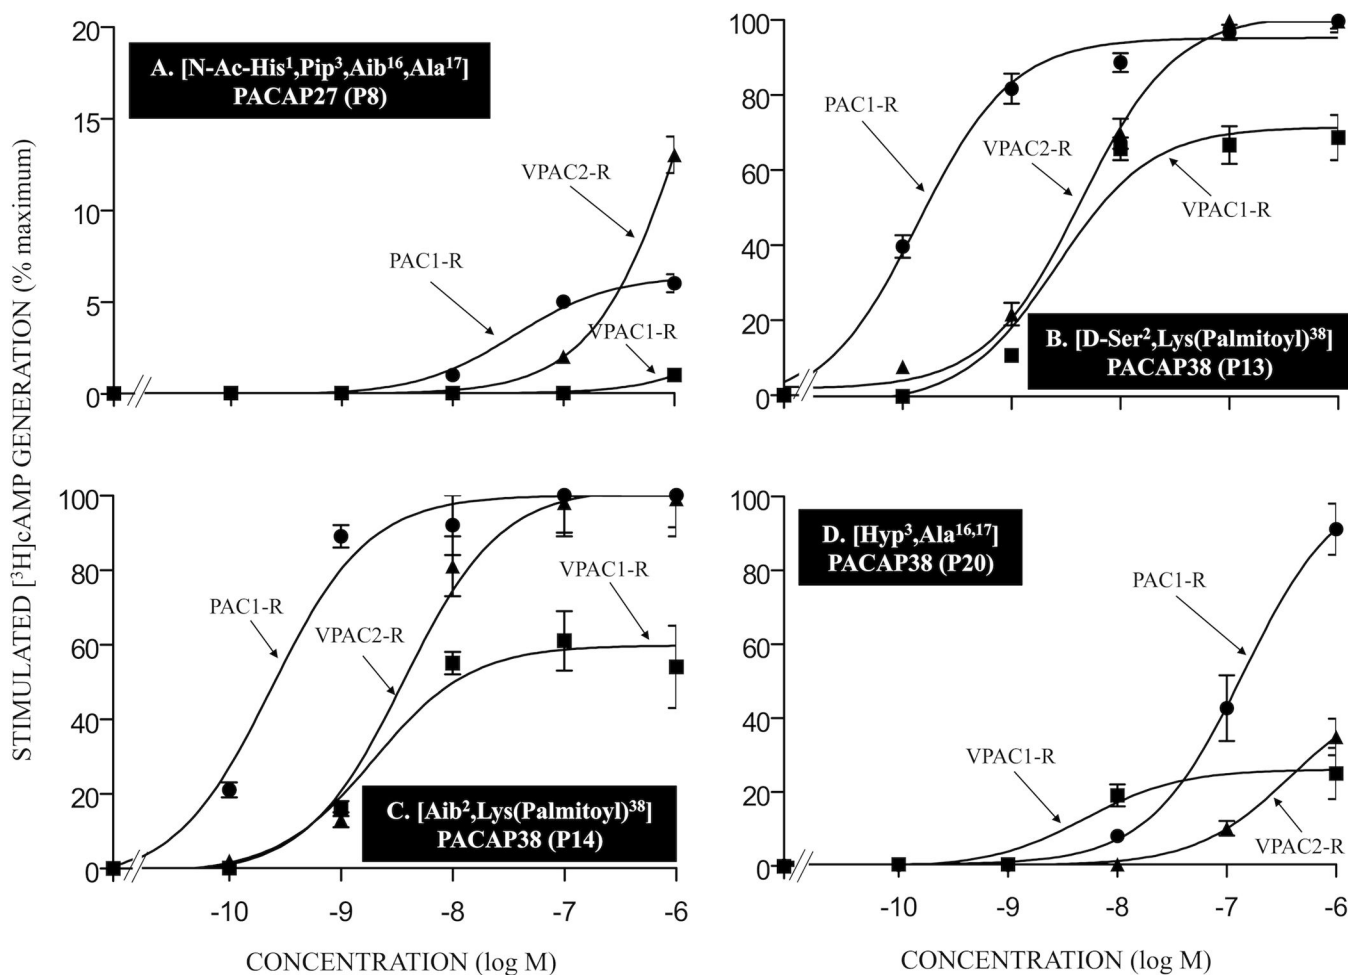 STIMULATED [³H]cAMP GENERATION (% maximum)
20
15
10
5
0
A. [N-Ac-His¹,Pip³,Aib¹⁶,Ala¹⁷]
PACAP27 (P8)
VPAC2-R
PAC1-R
VPAC1-R
100
80
60
40
20
0
PAC1-R
VPAC2-R
VPAC1-R
B. [D-Ser²,Lys(Palmitoyl)³⁸]
PACAP38 (P13)
100
80
60
40
20
0
PAC1-R
VPAC2-R
VPAC1-R
C. [Aib²,Lys(Palmitoyl)³⁸]
PACAP38 (P14)
-10 -9 -8 -7 -6
CONCENTRATION (log M)
100
80
60
40
20
0
D. [Hyp³,Ala¹⁶,¹⁷]
PACAP38 (P20)
PAC1-R
VPAC1-R
VPAC2-R
-10 -9 -8 -7 -6
CONCENTRATION (log M)